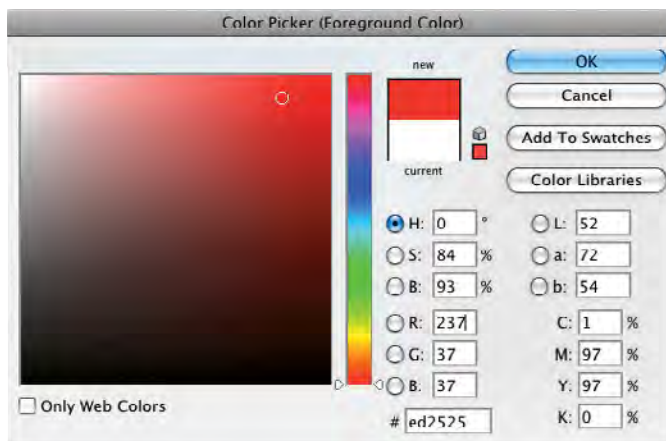 Color Picker (Foreground Color)
new
current
OK
Cancel
Add To Swatches
Color Libraries
H: 0 °
S: 84 %
B: 93 %
R: 237
G: 37
B. 37
# ed2525
L: 52
a: 72
b: 54
C: 1 %
M: 97 %
Y: 97 %
K: 0 %
Only Web Colors